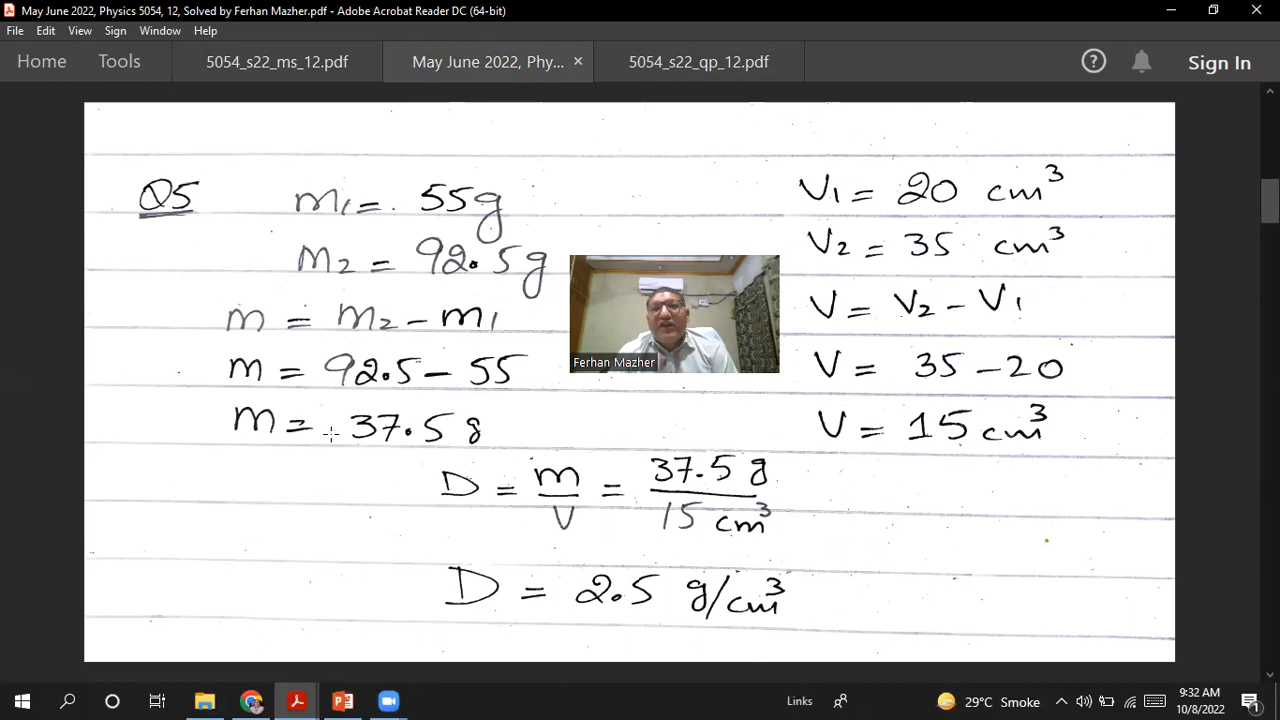 May June 2022, Physics 5054, 12, Solved by Ferhan Mazher.pdf - Adobe Acrobat Reader DC (64-bit)
File Edit View Sign Window Help
Home Tools 5054_s22_ms_12.pdf May June 2022, Phy... × 5054_s22_qp_12.pdf ? Sign In
Q5 m₁ = 55g V₁ = 20 cm³
m₂ = 92.5g V₂ = 35 cm³
m = m₂ - m₁ V = V₂ - V₁
m = 92.5 - 55 V = 35 - 20
m = 37.5 g V = 15 cm³
D = m/V = 37.5 g/15 cm³
D = 2.5 g/cm³
Ferhan Mazher
Links 29°C Smoke 9:32 AM
10/8/2022